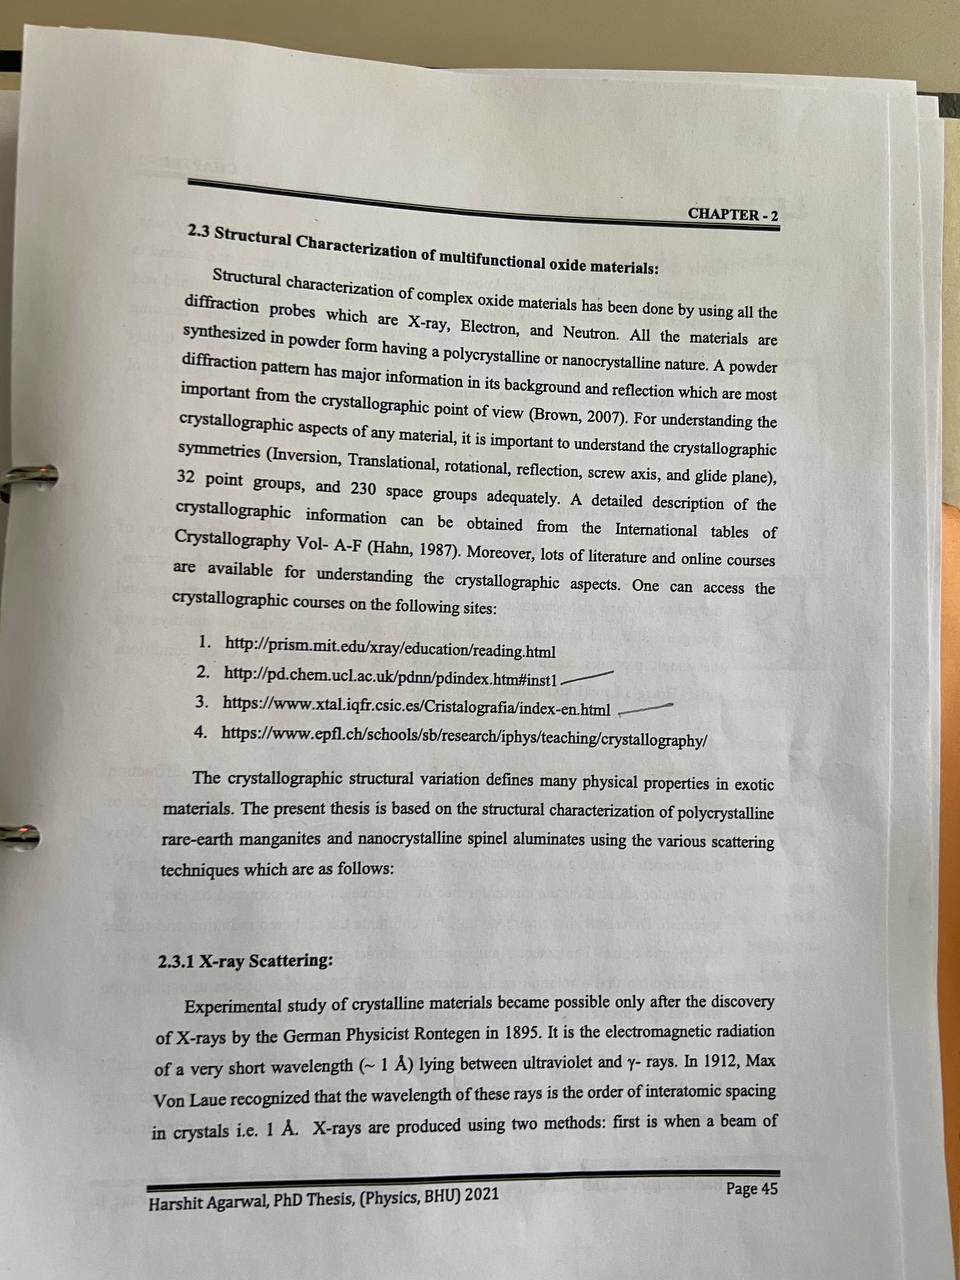 CHAPTER - 2
2.3 Structural Characterization of multifunctional oxide materials:
Structural characterization of complex oxide materials has been done by using all the
diffraction probes which are X-ray, Electron, and Neutron. All the materials are
synthesized in powder form having a polycrystalline or nanocrystalline nature. A powder
diffraction pattern has major information in its background and reflection which are most
important from the crystallographic point of view (Brown, 2007). For understanding the
crystallographic aspects of any material, it is important to understand the crystallographic
symmetries (Inversion, Translational, rotational, reflection, screw axis, and glide plane),
32 point groups, and 230 space groups adequately. A detailed description of the
crystallographic information can be obtained from the International tables of
Crystallography Vol- A-F (Hahn, 1987). Moreover, lots of literature and online courses
are available for understanding the crystallographic aspects. One can access the
crystallographic courses on the following sites:
1. http://prism.mit.edu/xray/education/reading.html
2. http://pd.chem.ucl.ac.uk/pdnn/pdindex.htm#inst1
3. https://www.xtal.iqfr.csic.es/Cristalografia/index-en.html
4. https://www.epfl.ch/schools/sb/research/iphys/teaching/crystallography/
The crystallographic structural variation defines many physical properties in exotic
materials. The present thesis is based on the structural characterization of polycrystalline
rare-earth manganites and nanocrystalline spinel aluminates using the various scattering
techniques which are as follows:
2.3.1 X-ray Scattering:
Experimental study of crystalline materials became possible only after the discovery
of X-rays by the German Physicist Rontegen in 1895. It is the electromagnetic radiation
of a very short wavelength (~ 1 Å) lying between ultraviolet and γ- rays. In 1912, Max
Von Laue recognized that the wavelength of these rays is the order of interatomic spacing
in crystals i.e. 1 Å. X-rays are produced using two methods: first is when a beam of
Harshit Agarwal, PhD Thesis, (Physics, BHU) 2021
Page 45